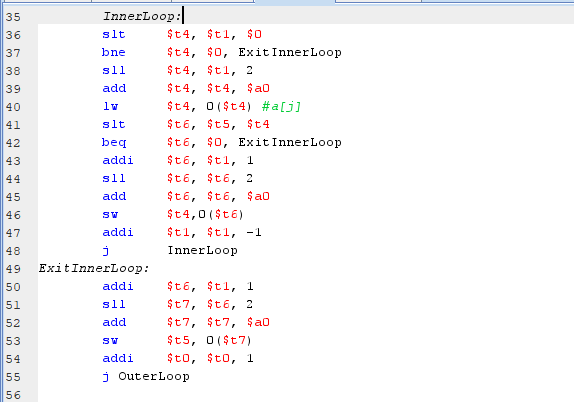 35 InnerLoop:
36 slt $t4, $t1, $0
37 bne $t4, $0, ExitInnerLoop
38 sll $t4, $t1, 2
39 add $t4, $t4, $a0
40 lw $t4, 0($t4) #a[j]
41 slt $t6, $t5, $t4
42 beq $t6, $0, ExitInnerLoop
43 addi $t6, $t1, 1
44 sll $t6, $t6, 2
45 add $t6, $t6, $a0
46 sw $t4,0($t6)
47 addi $t1, $t1, -1
48 j InnerLoop
49 ExitInnerLoop:
50 addi $t6, $t1, 1
51 sll $t7, $t6, 2
52 add $t7, $t7, $a0
53 sw $t5, 0($t7)
54 addi $t0, $t0, 1
55 j OuterLoop
56